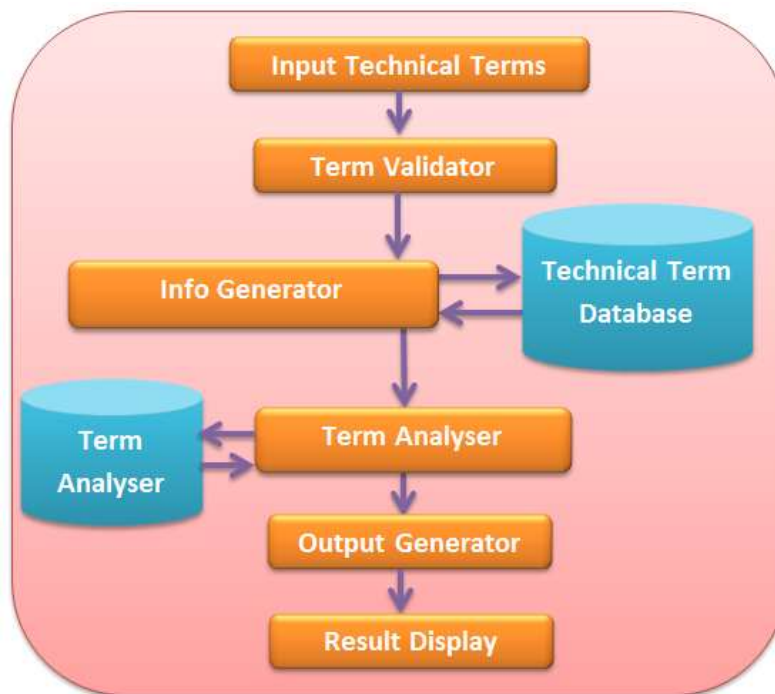 Input Technical Terms
Term Validator
Info Generator
Technical Term
Database
Term
Analyser
Term Analyser
Output Generator
Result Display